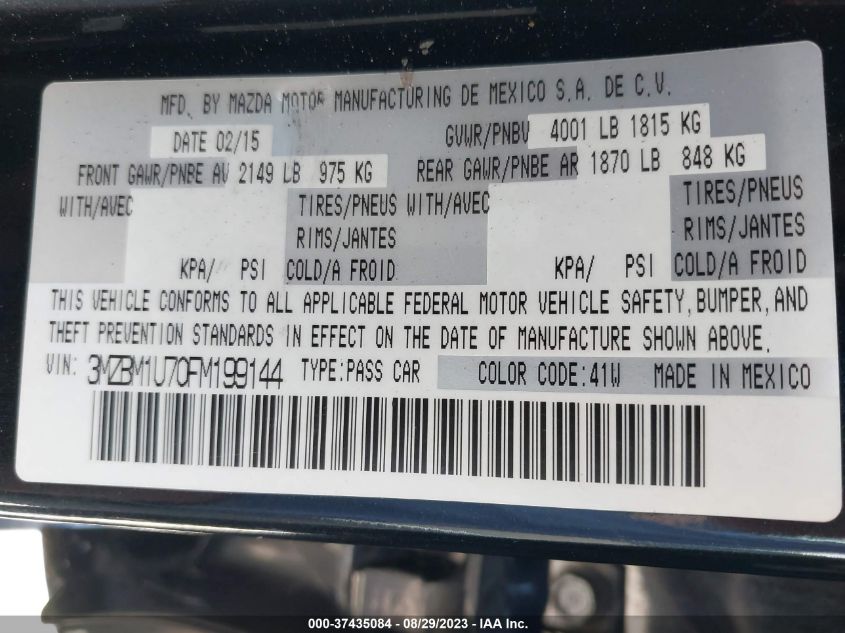 MFD. BY MAZDA MOTOR MANUFACTURING DE MEXICO S.A. DE C.V.
DATE 02/15 GVWR/PNBV 4001 LB 1815 KG
FRONT GAWR/PNBE AV 2149 LB 975 KG REAR GAWR/PNBE AR 1870 LB 848 KG
WITH/AVEC TIRES/PNEUS WITH/AVEC TIRES/PNEUS
RIMS/JANTES RIMS/JANTES
KPA/ PSI COLD/A FROID KPA/ PSI COLD/A FROID
THIS VEHICLE CONFORMS TO ALL APPLICABLE FEDERAL MOTOR VEHICLE SAFETY, BUMPER, AND
THEFT PREVENTION STANDARDS IN EFFECT ON THE DATE OF MANUFACTURE SHOWN ABOVE.
VIN: 3MZBM1U70FM199144 TYPE:PASS CAR COLOR CODE:41W MADE IN MEXICO
000-37435084 - 08/29/2023 - IAA Inc.